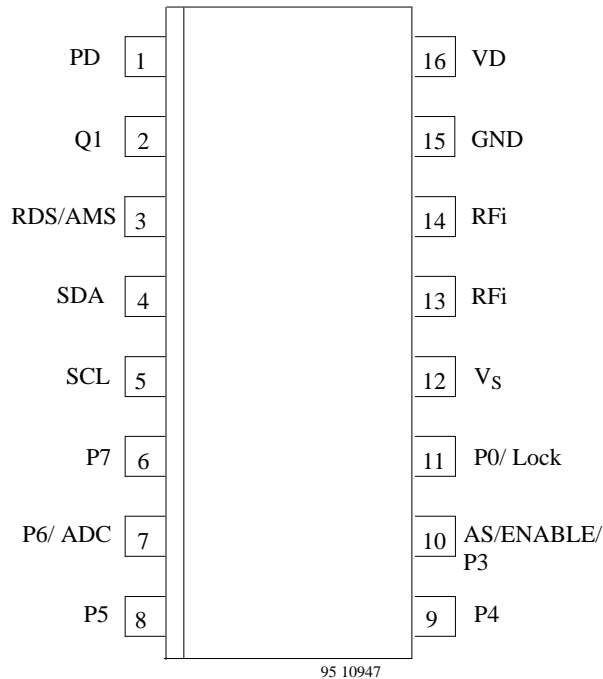 PD 1 16 VD
Q1 2 15 GND
RDS/AMS 3 14 RFi
SDA 4 13 RFi
SCL 5 12 VS
P7 6 11 P0/ Lock
P6/ ADC 7 10 AS/ENABLE/
P3
P5 8 9 P4
95 10947